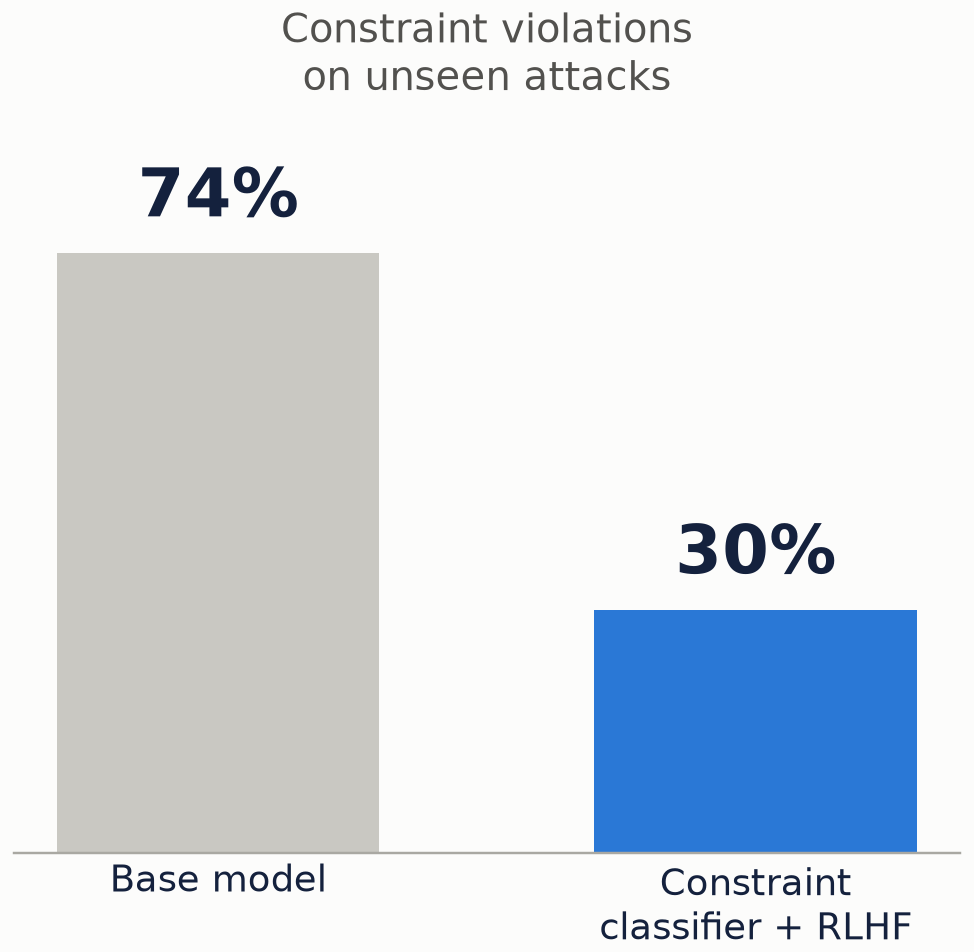 Constraint violations
on unseen attacks
74%
30%
Base model
Constraint
classifier + RLHF